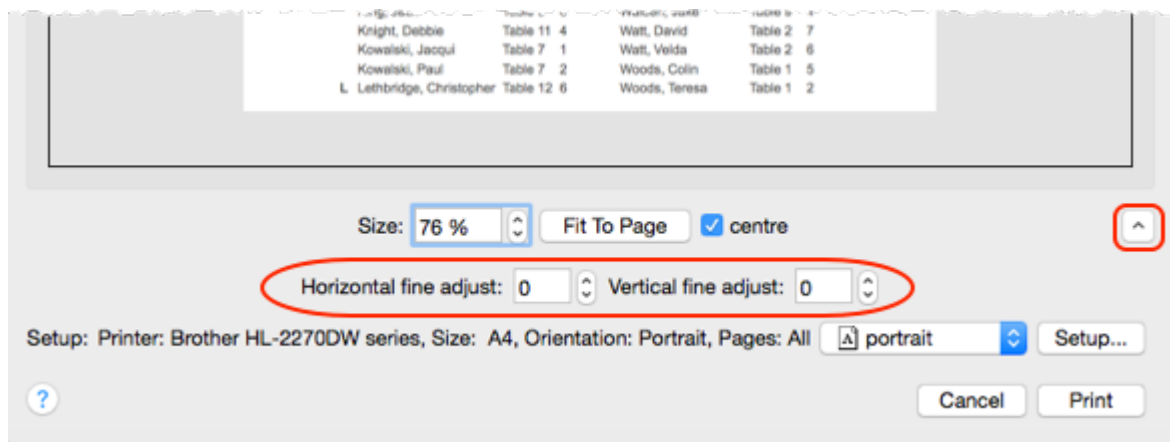 Knight, Debbie Table 11 4 Watt, David Table 2 7
Kowalski, Jacqui Table 7 1 Watt, Velda Table 2 6
Kowalski, Paul Table 7 2 Woods, Colin Table 1 5
L Lethbridge, Christopher Table 12 6 Woods, Teresa Table 1 2
Size: 76 % Fit To Page centre
Horizontal fine adjust: 0 Vertical fine adjust: 0
Setup: Printer: Brother HL-2270DW series, Size: A4, Orientation: Portrait, Pages: All portrait Setup...
? Cancel Print